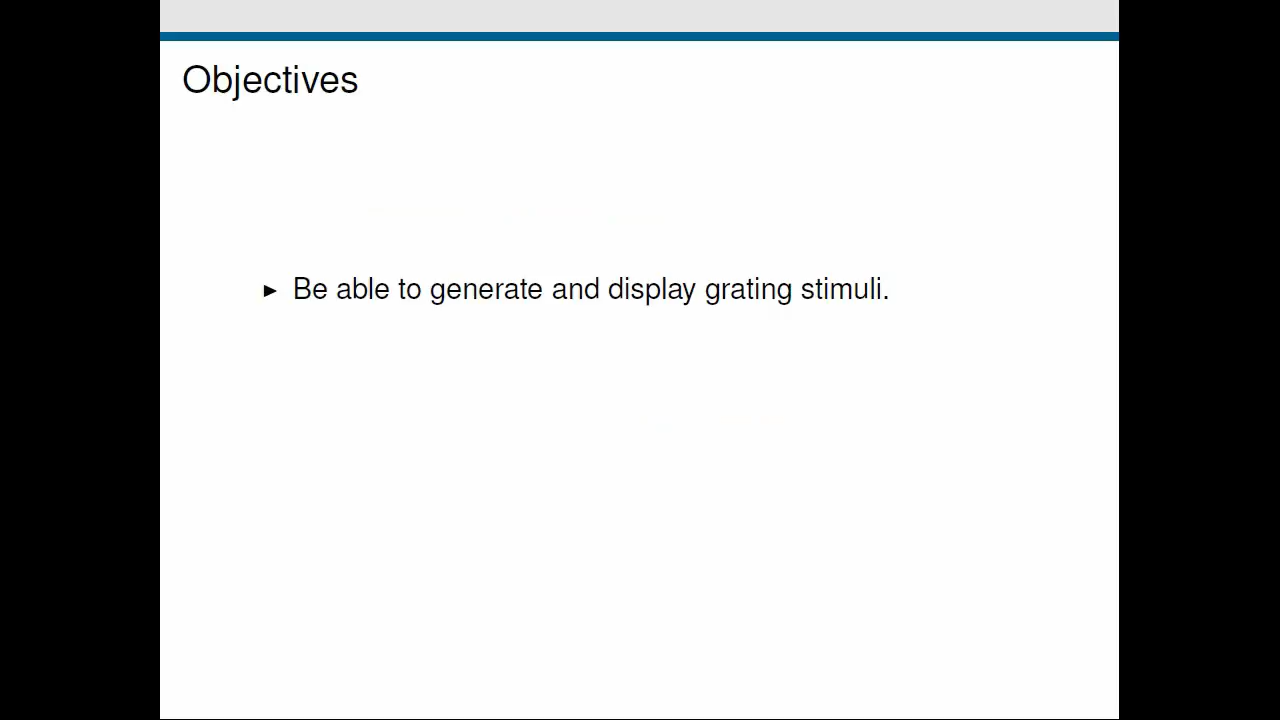 Objectives
▶ Be able to generate and display grating stimuli.